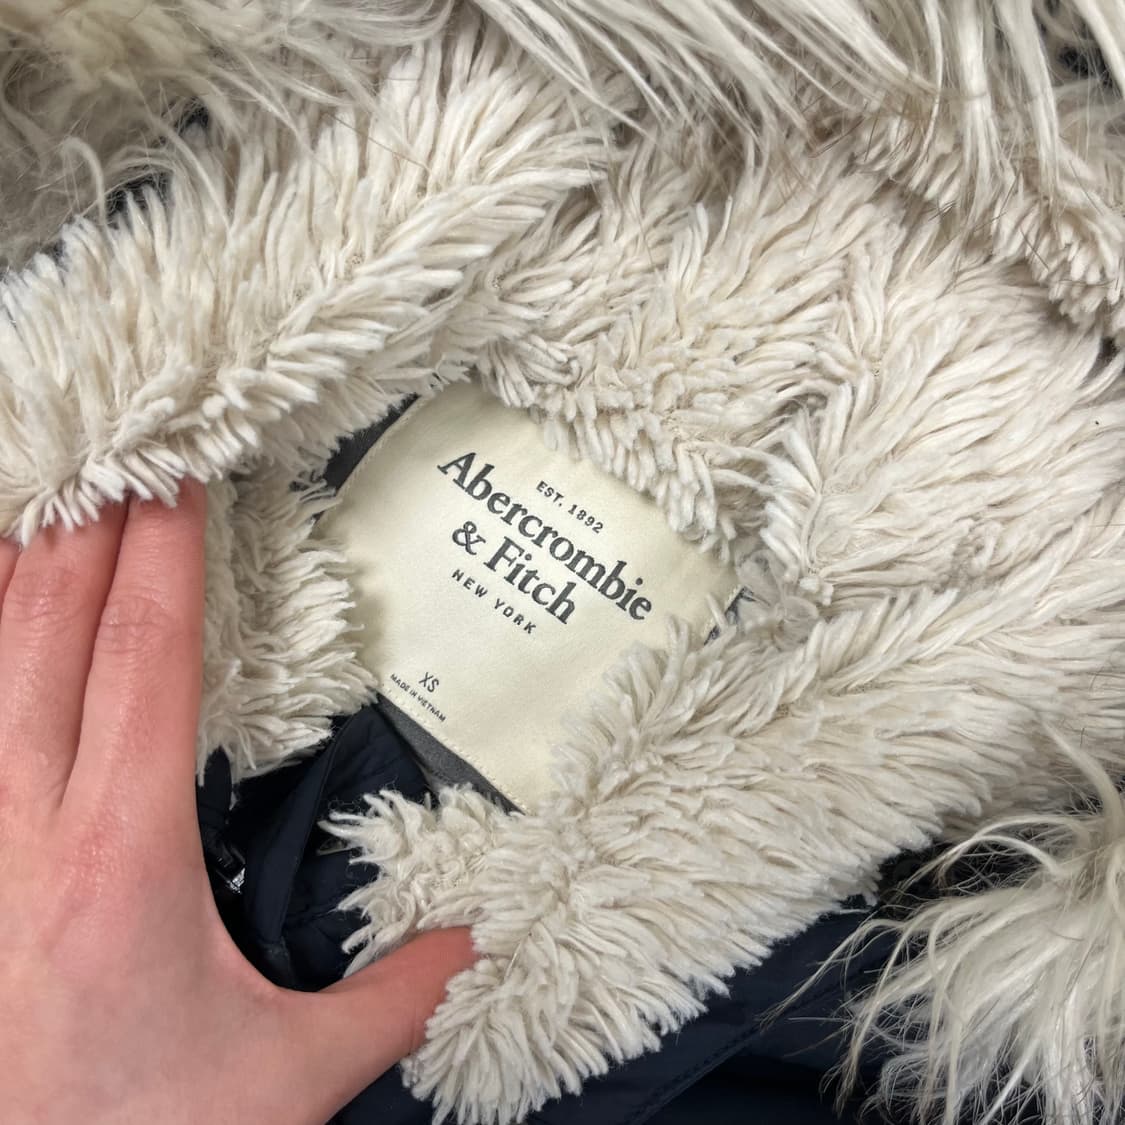 EST. 1892
Abercrombie
& Fitch
NEW YORK
XS
MADE IN VIETNAM